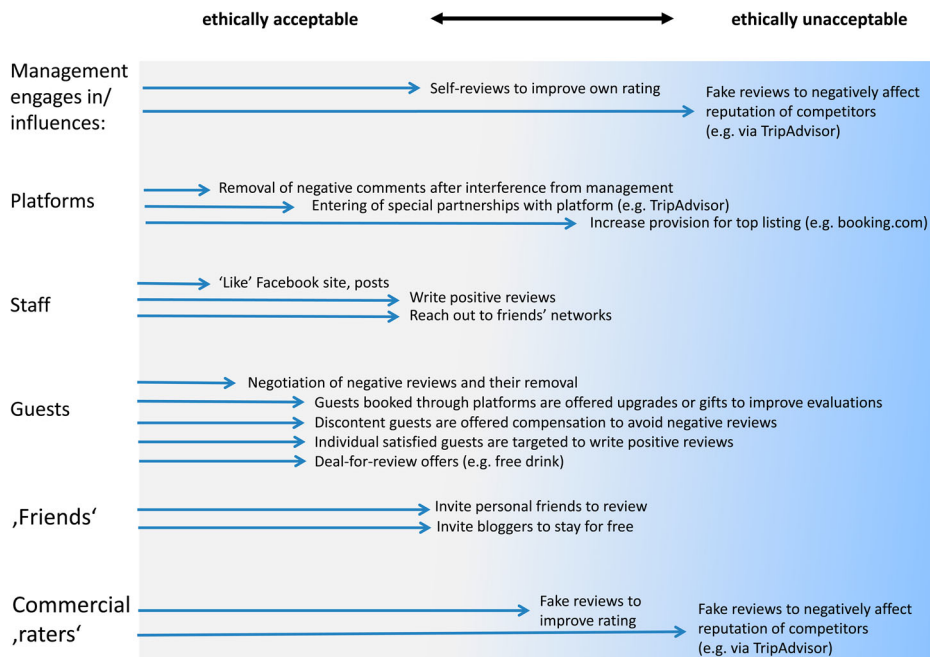 ethically acceptable
ethically unacceptable
Management
engages in/
influences:
Self-reviews to improve own rating
Fake reviews to negatively affect
reputation of competitors
(e.g. via TripAdvisor)
Platforms
Removal of negative comments after interference from management
Entering of special partnerships with platform (e.g. TripAdvisor)
Increase provision for top listing (e.g. booking.com)
Staff
‘Like’ Facebook site, posts
Write positive reviews
Reach out to friends’ networks
Guests
Negotiation of negative reviews and their removal
Guests booked through platforms are offered upgrades or gifts to improve evaluations
Discontent guests are offered compensation to avoid negative reviews
Individual satisfied guests are targeted to write positive reviews
Deal-for-review offers (e.g. free drink)
‚Friends‘
Invite personal friends to review
Invite bloggers to stay for free
Commercial
‚raters‘
Fake reviews to
improve rating
Fake reviews to negatively affect
reputation of competitors
(e.g. via TripAdvisor)